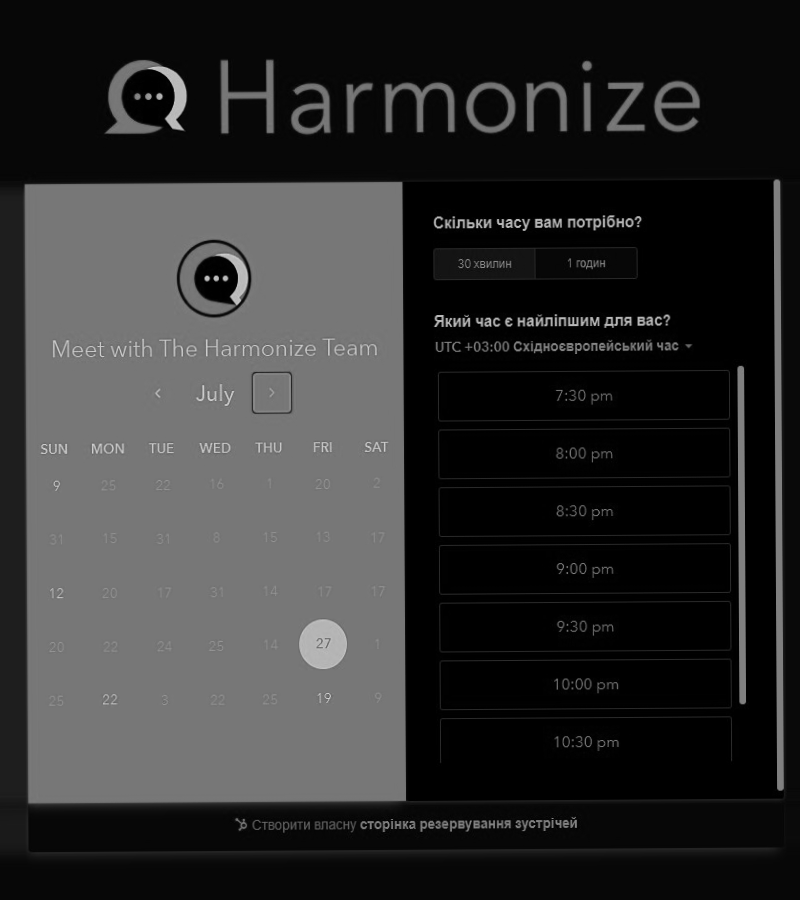 Harmonize
Meet with The Harmonize Team
July
SUN MON TUE WED THU FRI SAT
9 25 22 16 1 20 2
31 15 31 8 15 13 17
12 20 17 31 14 17 17
20 22 24 25 14 27 1
25 22 3 22 25 19 9
Скільки часу вам потрібно?
30 хвилин 1 годин
Який час є найліпшим для вас?
UTC +03:00 Східноєвропейський час
7:30 pm
8:00 pm
8:30 pm
9:00 pm
9:30 pm
10:00 pm
10:30 pm
Створити власну сторінка резервування зустрічей